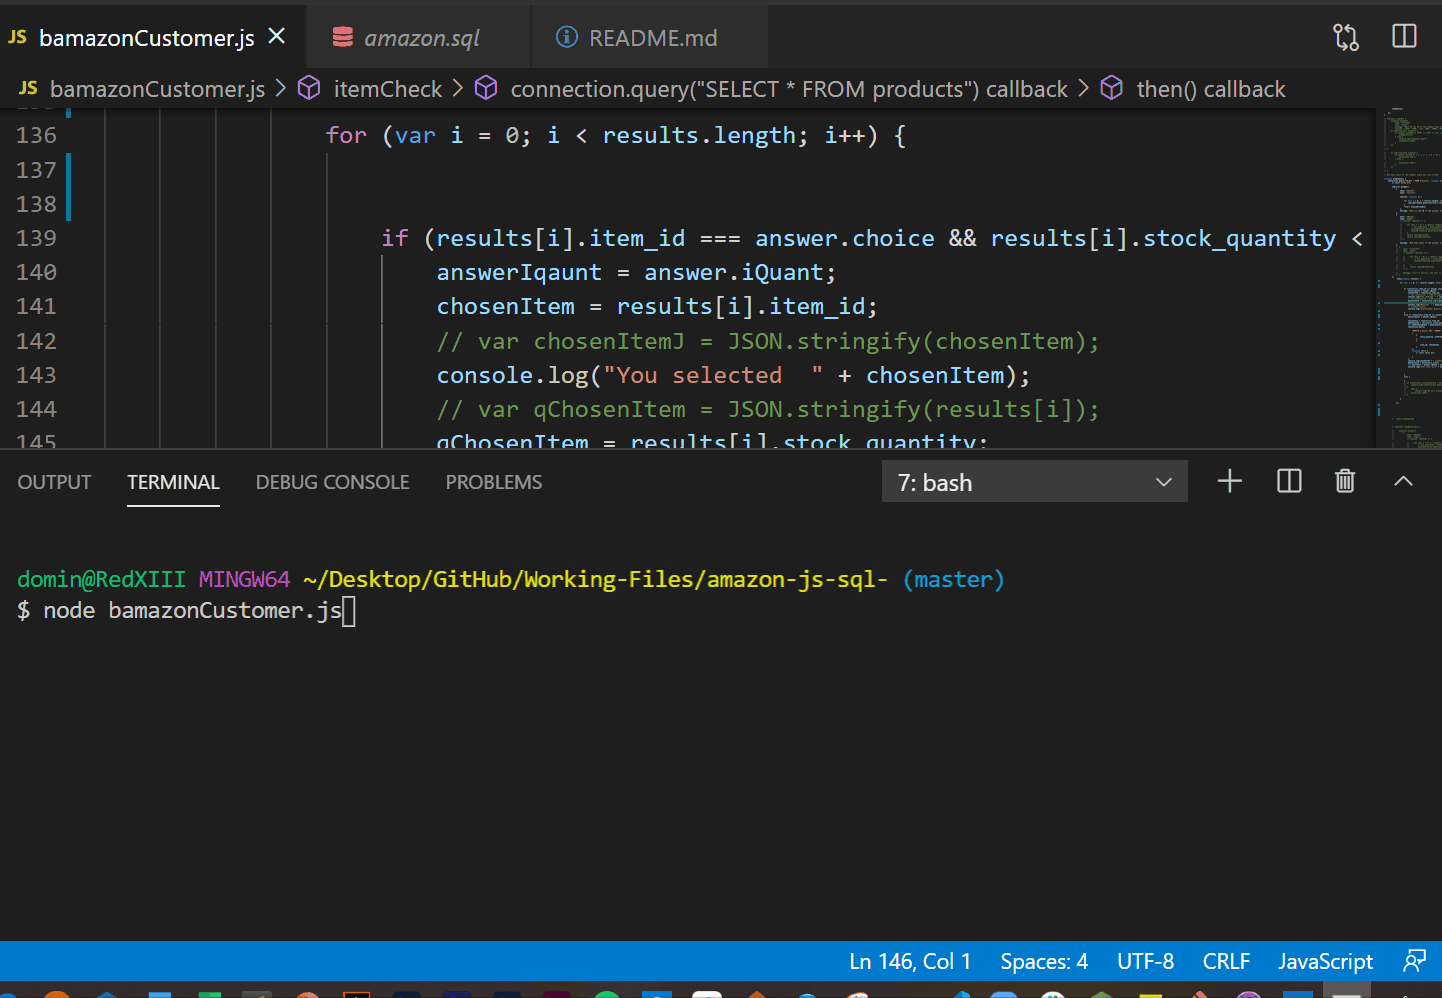 JS bamazonCustomer.js × amazon.sql README.md
JS bamazonCustomer.js > itemCheck > connection.query("SELECT * FROM products") callback > then() callback
136 for (var i = 0; i < results.length; i++) {
137
138
139 if (results[i].item_id === answer.choice && results[i].stock_quantity <
140 answerIqaunt = answer.iQuant;
141 chosenItem = results[i].item_id;
142 // var chosenItemJ = JSON.stringify(chosenItem);
143 console.log("You selected  " + chosenItem);
144 // var qChosenItem = JSON.stringify(results[i]);
145 qChosenItem = results[i].stock_quantity;
OUTPUT TERMINAL DEBUG CONSOLE PROBLEMS 7: bash
domin@RedXIII MINGW64 ~/Desktop/GitHub/Working-Files/amazon-js-sql- (master)
$ node bamazonCustomer.js
Ln 146, Col 1 Spaces: 4 UTF-8 CRLF JavaScript